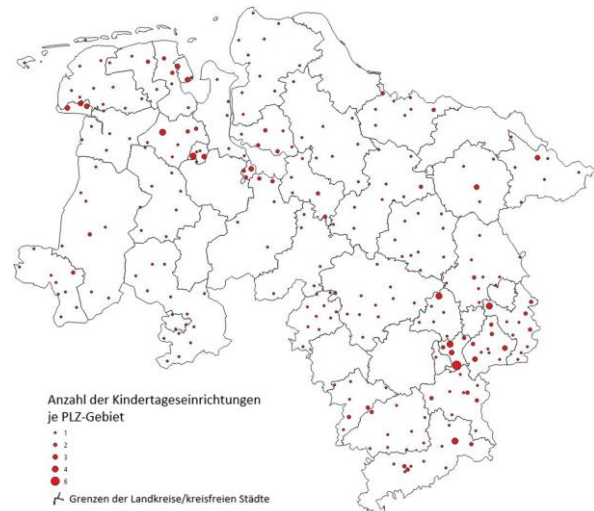 Anzahl der Kindertageseinrichtungen
je PLZ-Gebiet
1
2
3
4
6
Grenzen der Landkreise/kreisfreien Städte